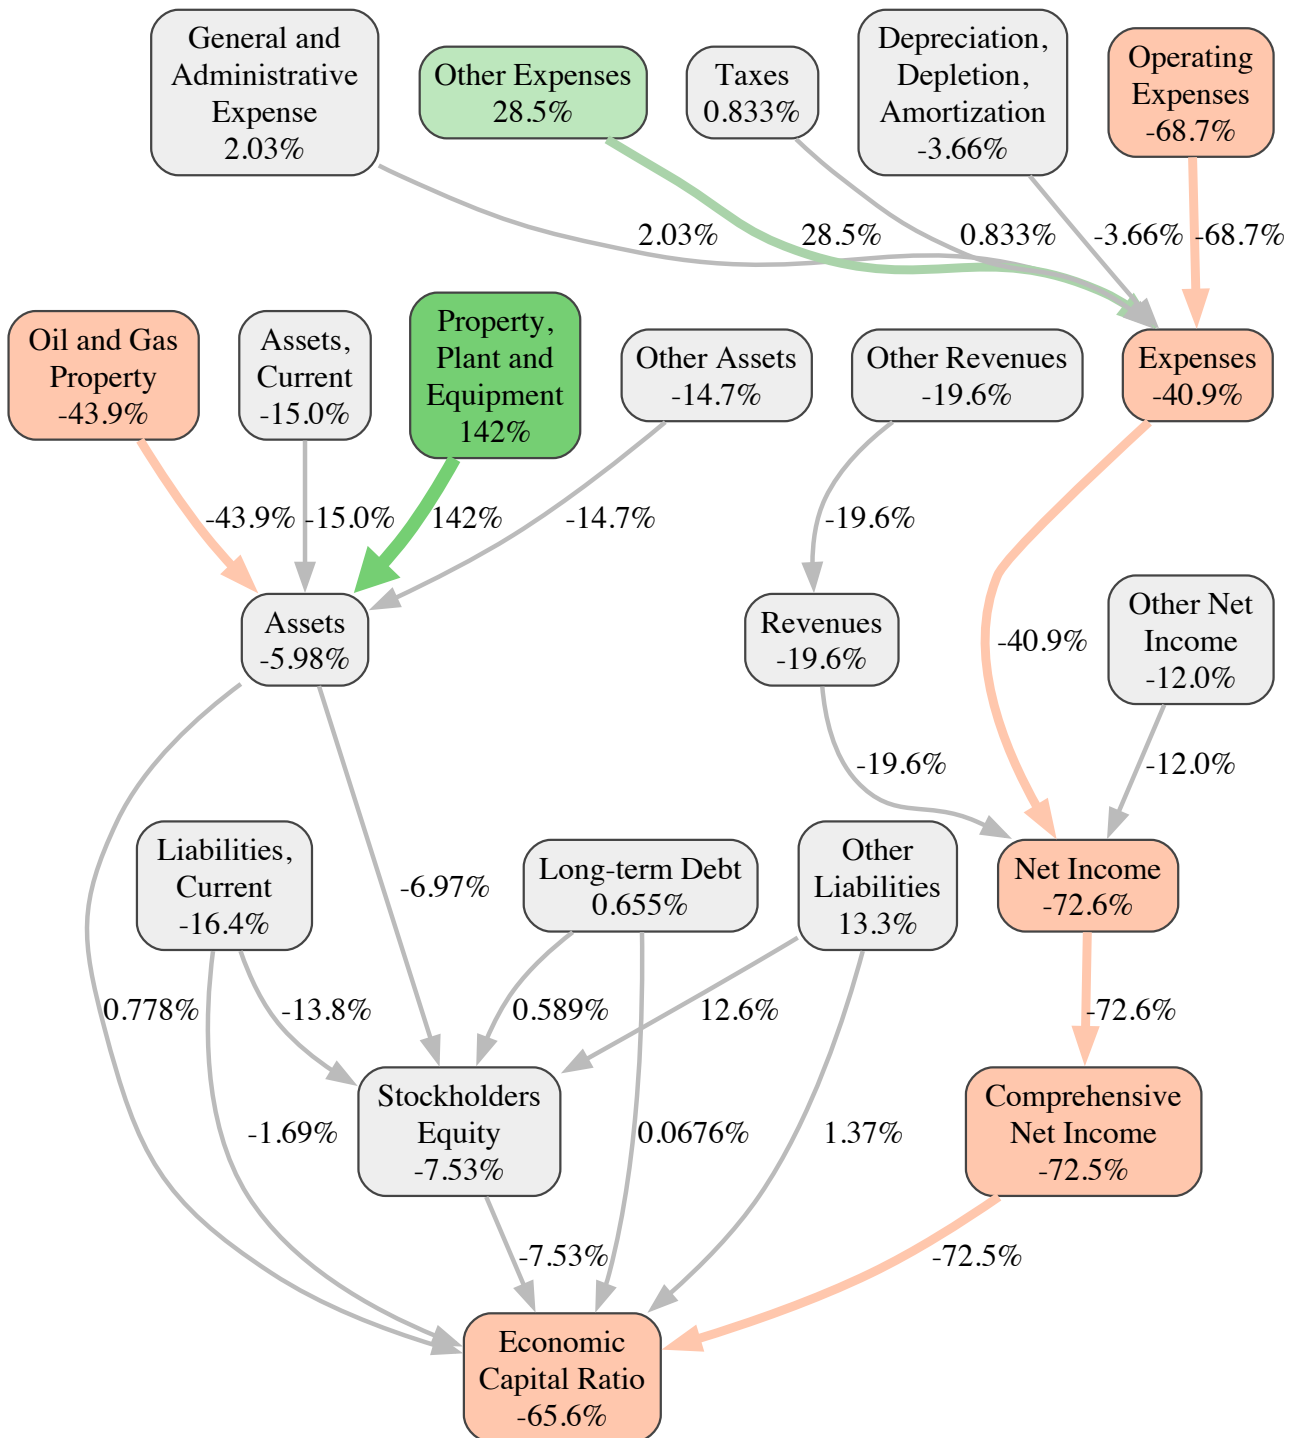 General and
Administrative
Expense
2.03%
Other Expenses
28.5%
Taxes
0.833%
Depreciation,
Depletion,
Amortization
-3.66%
Operating
Expenses
-68.7%
2.03%
28.5%
0.833%
-3.66%
-68.7%
Oil and Gas
Property
-43.9%
Assets,
Current
-15.0%
Property,
Plant and
Equipment
142%
Other Assets
-14.7%
Other Revenues
-19.6%
Expenses
-40.9%
-43.9%
-15.0%
142%
-14.7%
-19.6%
Assets
-5.98%
Revenues
-19.6%
-40.9%
Other Net
Income
-12.0%
-19.6%
-12.0%
Liabilities,
Current
-16.4%
-6.97%
Long-term Debt
0.655%
Other
Liabilities
13.3%
Net Income
-72.6%
0.778%
-13.8%
0.589%
12.6%
-72.6%
Stockholders
Equity
-7.53%
-1.69%
0.0676%
1.37%
Comprehensive
Net Income
-72.5%
-7.53%
-72.5%
Economic
Capital Ratio
-65.6%